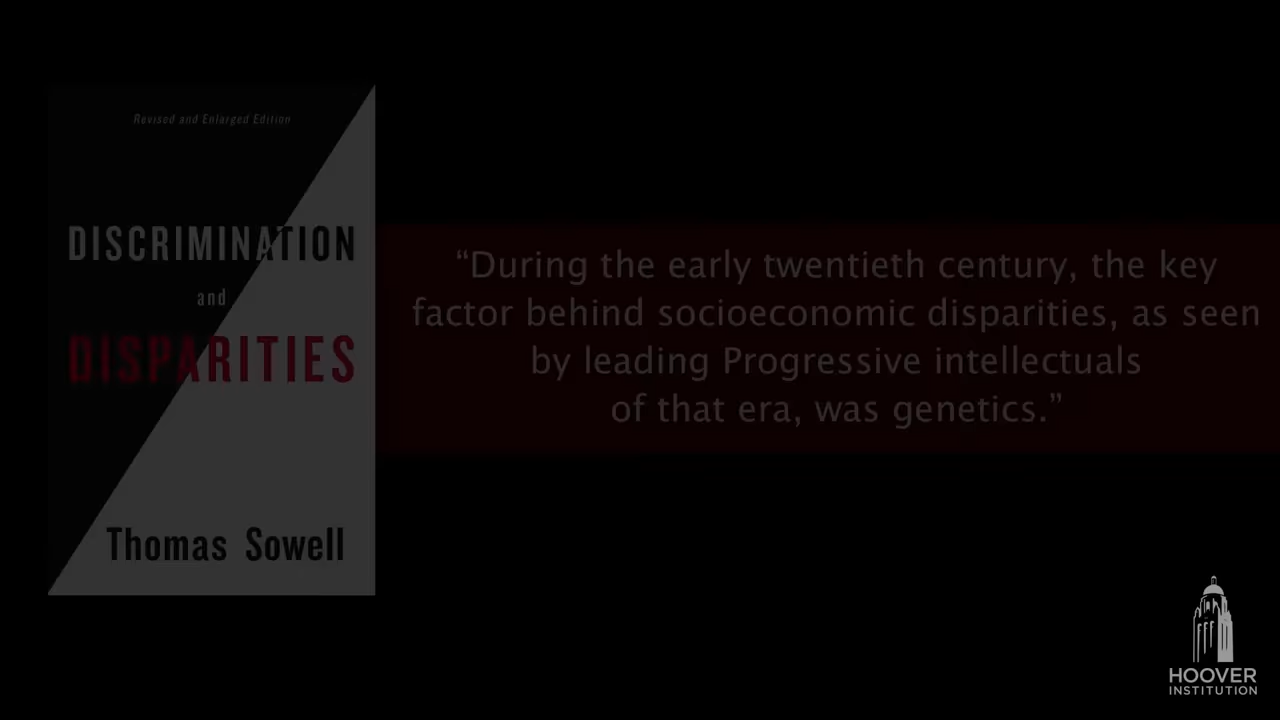 Revised and Enlarged Edition
DISCRIMINATION
and
DISPARITIES
Thomas Sowell
“During the early twentieth century, the key
factor behind socioeconomic disparities, as seen
by leading Progressive intellectuals
of that era, was genetics.”
HOOVER
INSTITUTION